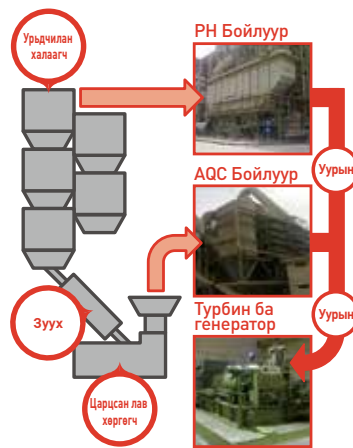 Урьдчилан
халаагч
PH Бойлуур
Уурын
AQC Бойлуур
Зуух
Турбин ба
генератор
Уурын
Царцсан лав
хөргөгч